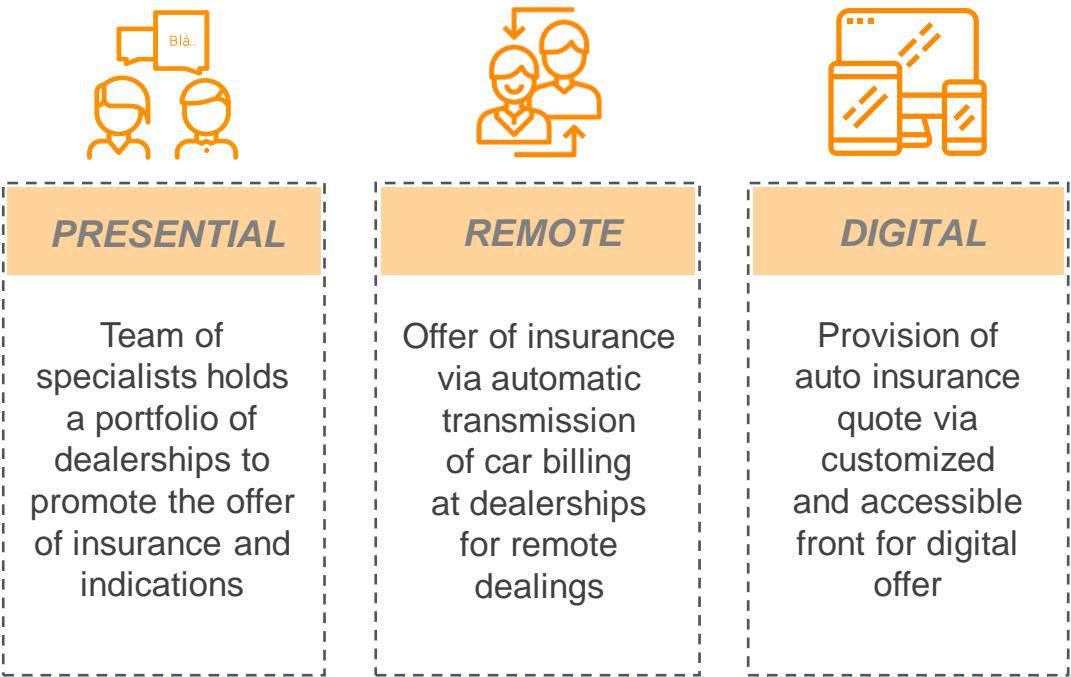 Blá..
PRESENTIAL
Team of
specialists holds
a portfolio of
dealerships to
promote the offer
of insurance and
indications
REMOTE
Offer of insurance
via automatic
transmission
of car billing
at dealerships
for remote
dealings
DIGITAL
Provision of
auto insurance
quote via
customized
and accessible
front for digital
offer